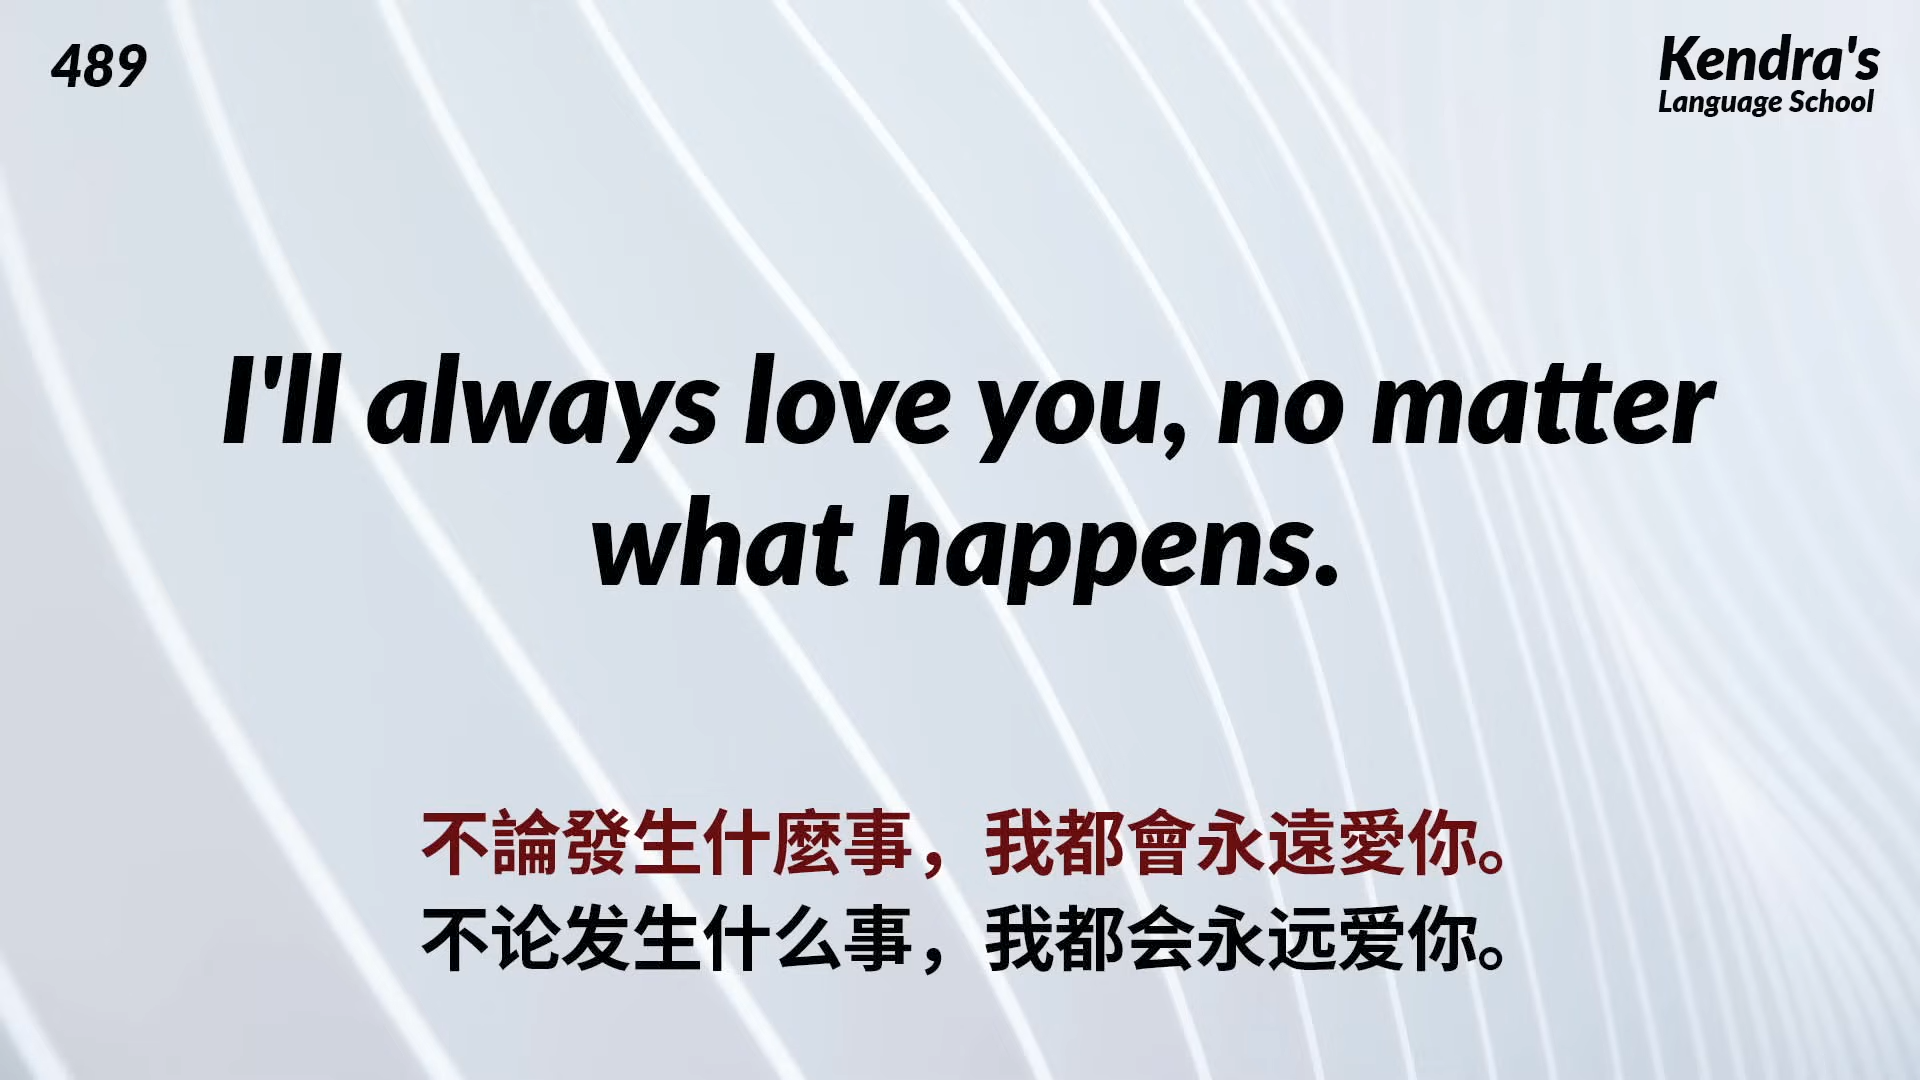 489
Kendra's
Language School
I'll always love you, no matter
what happens.
不論發生什麼事，我都會永遠愛你。
不论发生什么事，我都会永远爱你。